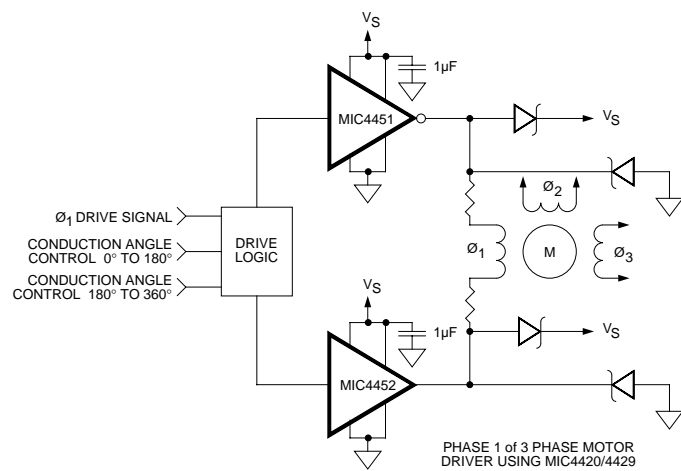 VS
1µF
MIC4451
VS
Ø2
Ø1 DRIVE SIGNAL
CONDUCTION ANGLE
CONTROL 0° TO 180°
CONDUCTION ANGLE
CONTROL 180° TO 360°
DRIVE
LOGIC
Ø1
M
Ø3
VS
1µF
VS
MIC4452
PHASE 1 of 3 PHASE MOTOR
DRIVER USING MIC4420/4429